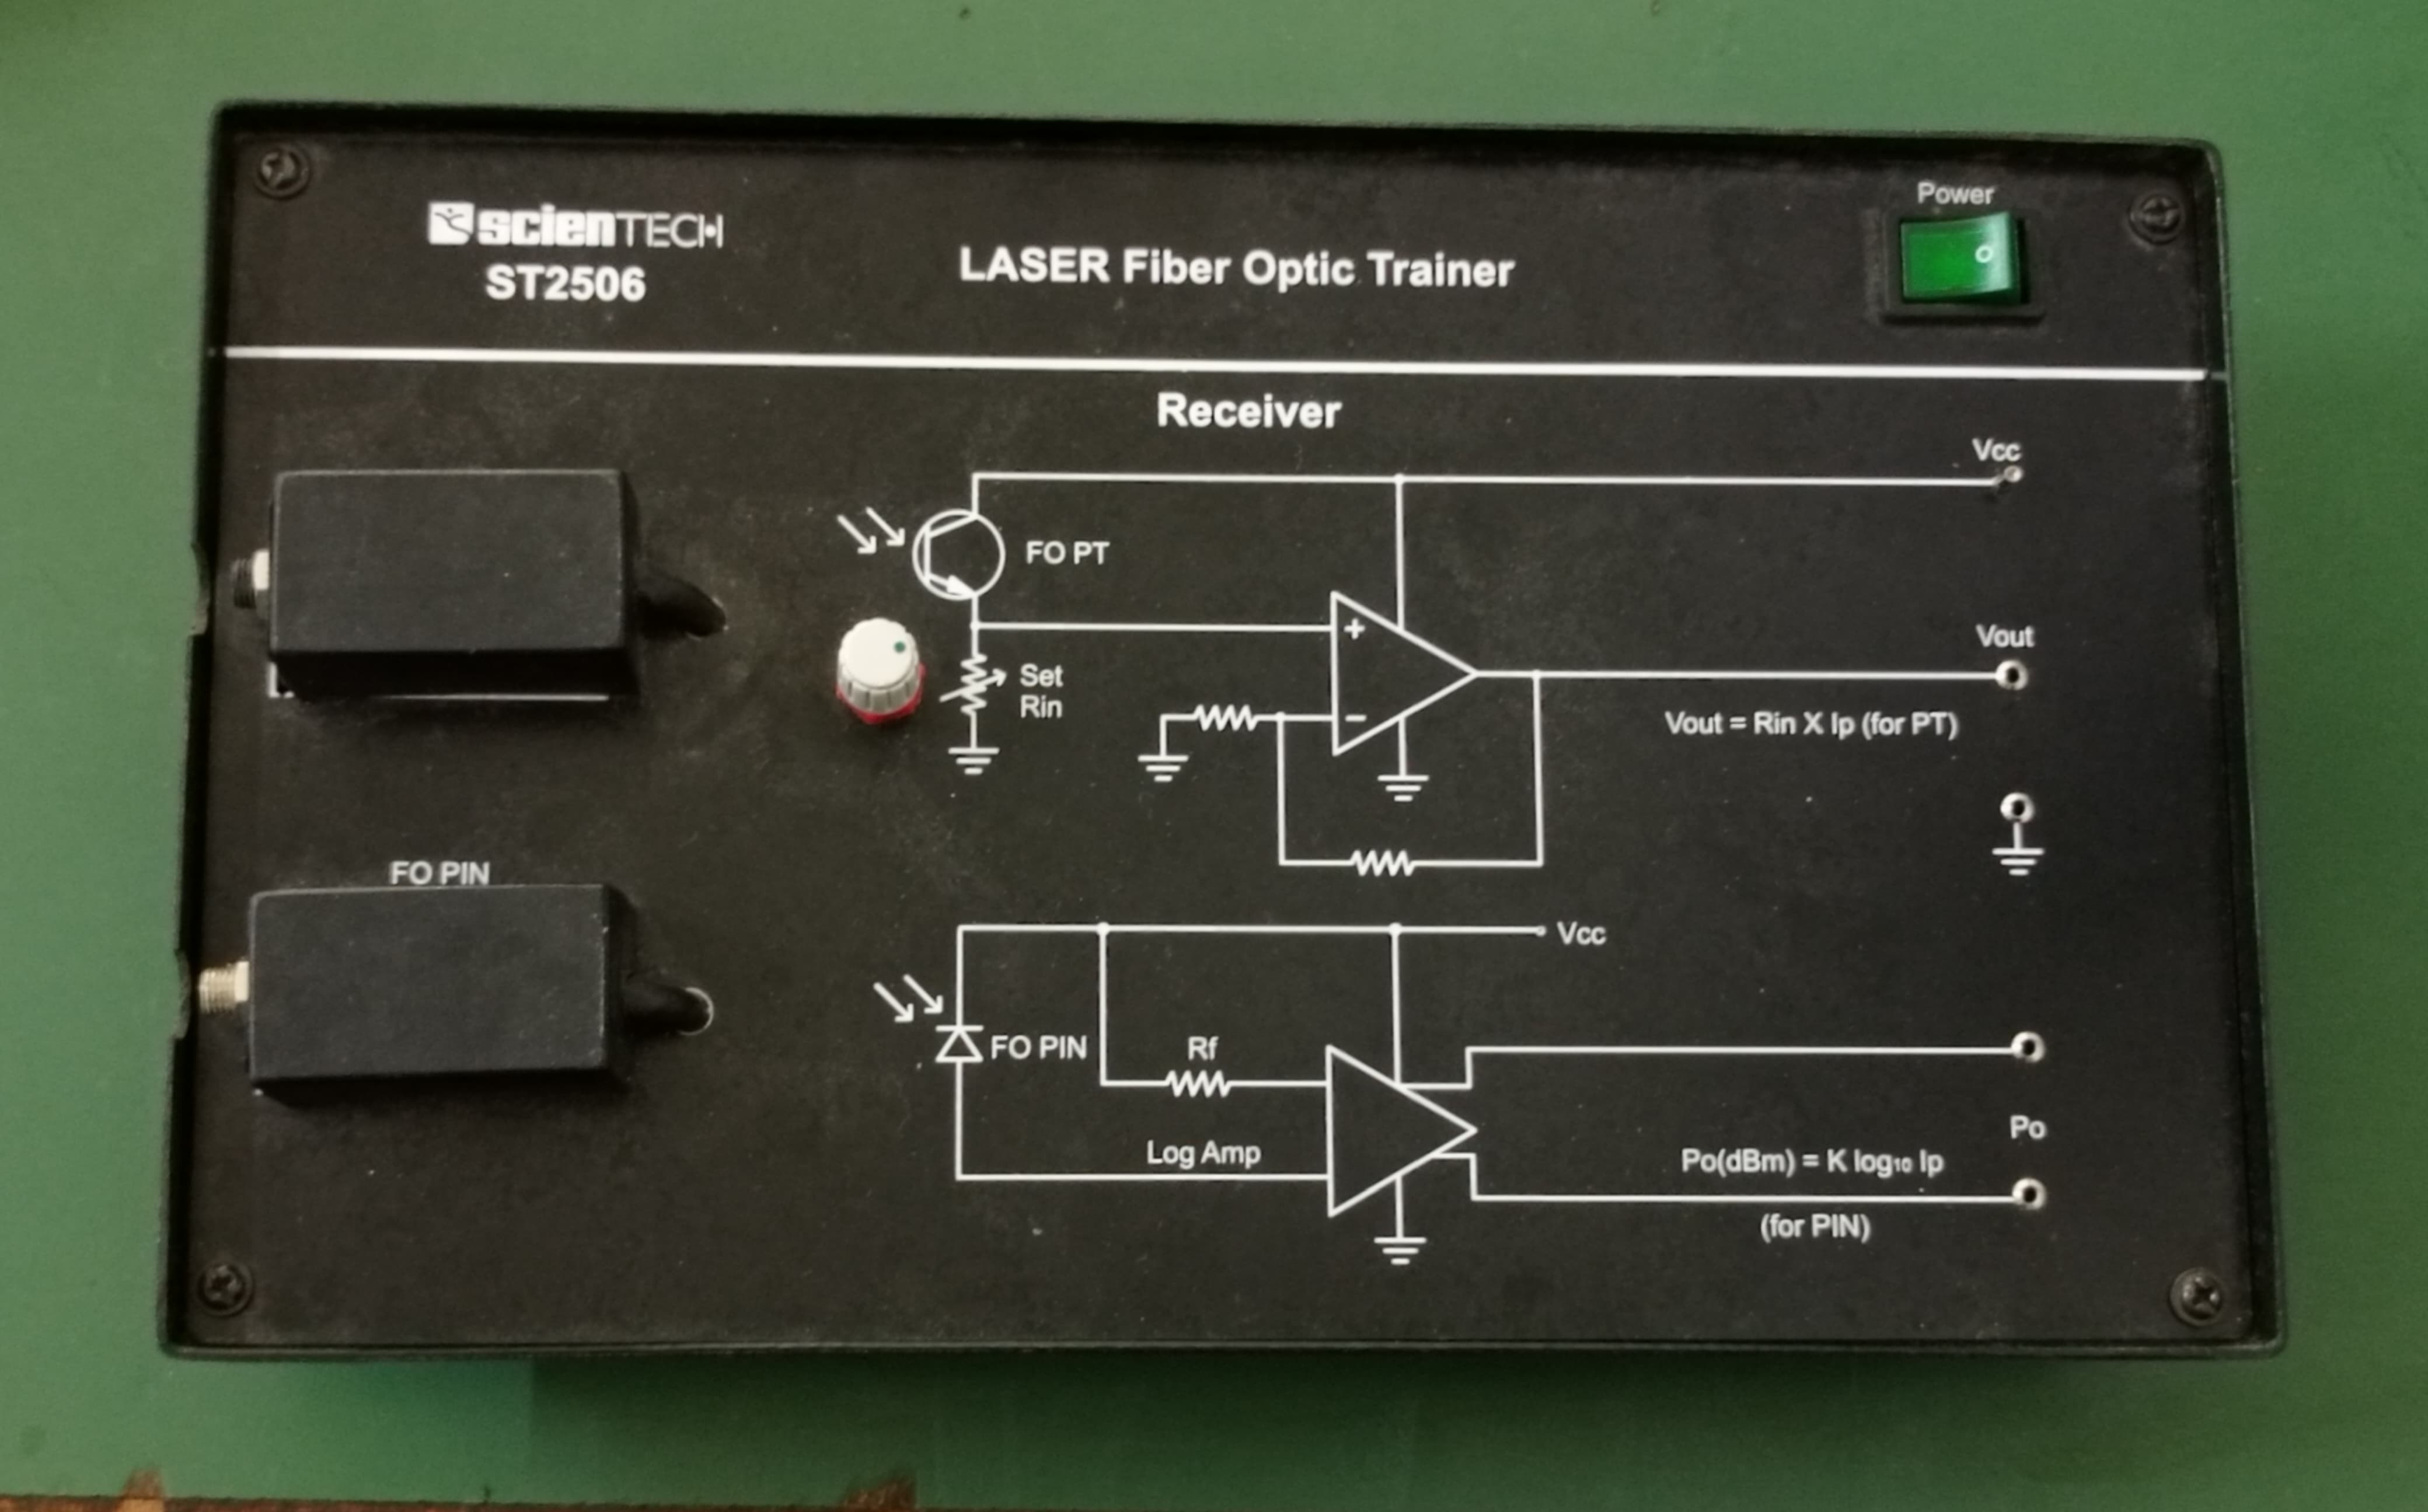 scienTECH
ST2506
LASER Fiber Optic Trainer
Power
O
Receiver
Vcc
FO PT
+
Vout
Set
Rin
−
Vout = Rin X Ip (for PT)
FO PIN
Vcc
FO PIN
Rf
Po
Log Amp
Po(dBm) = K log₁₀ Ip
(for PIN)